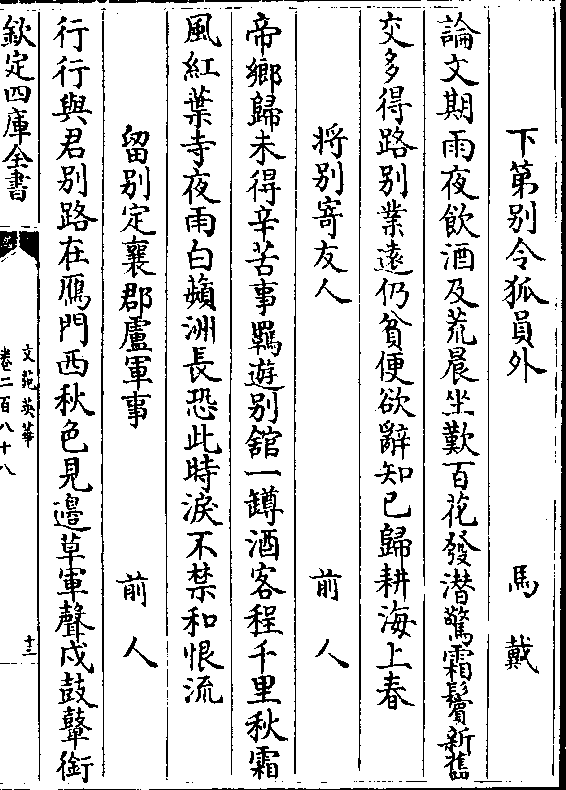 下第别令狐員外　馬戴
論文期雨夜飲酒及荒晨坐歎百花發潜驚霜鬢新舊
交多得路别業遠仍貧便欲辭知已歸耕海上春
将别寄友人　前人
帝鄉歸未得辛苦事羈遊别舘一罇酒客程千里秋霜
風紅葉寺夜雨白蘋洲長恐此時淚不禁和恨流
留别定襄郡盧軍事　前人
行行與君别路在鴈門西秋色見邊草軍聲戍鼓鼙銜
欽定四庫全書
文苑英華
卷二百八十八
十三